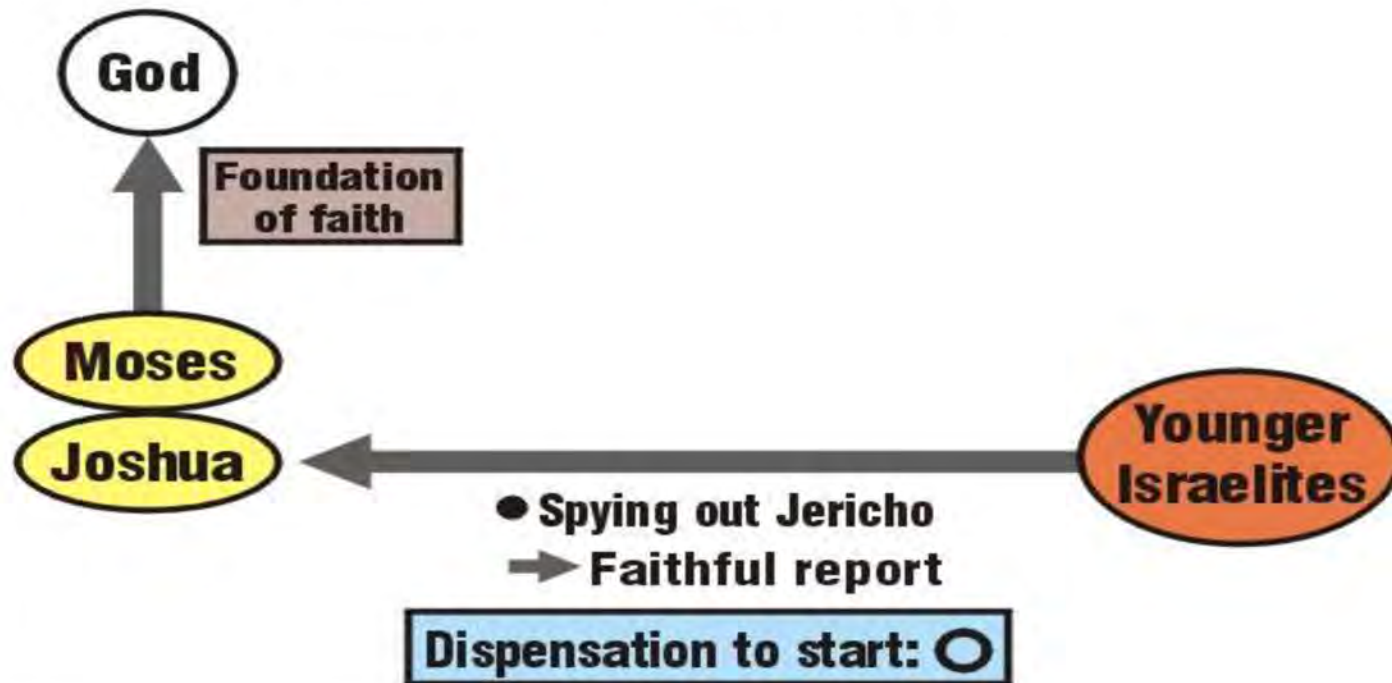 God
Foundation
of faith
Moses
Joshua
Younger
Israelites
● Spying out Jericho
➡ Faithful report
Dispensation to start: O